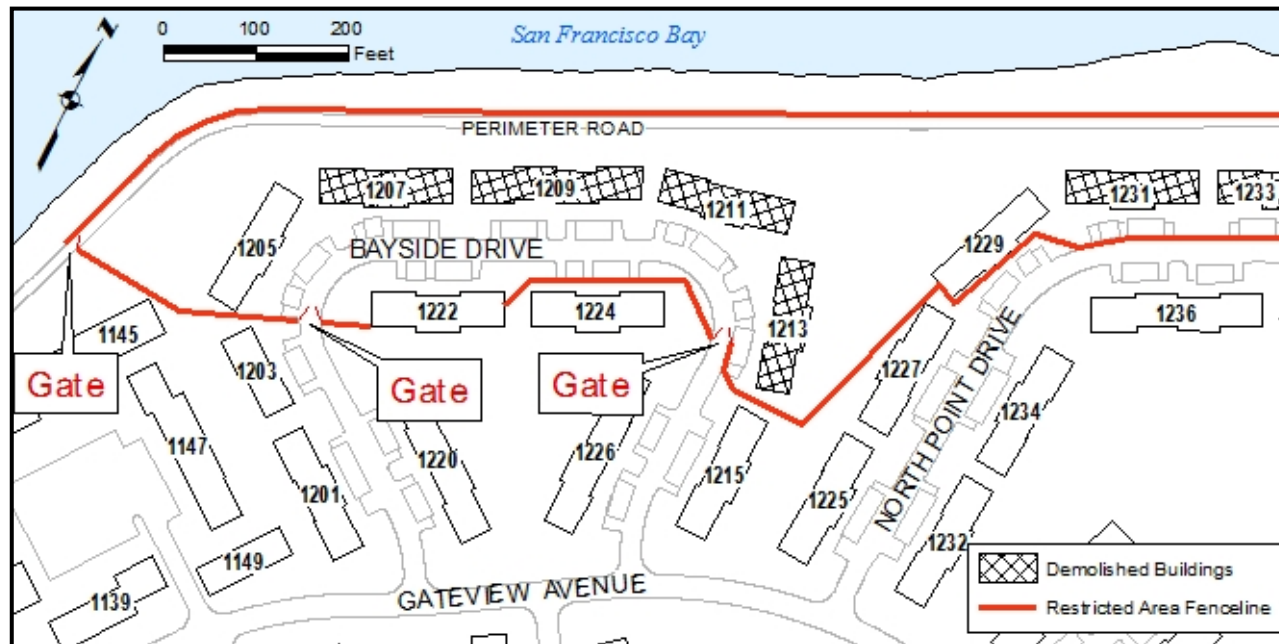 N
0 100 200
Feet
San Francisco Bay
PERIMETER ROAD
1207
1209
1211
1231
1233
1205
BAYSIDE DRIVE
1229
1222
1224
1213
1236
1145
1203
1227
Gate
Gate
Gate
NORTH POINT DRIVE
1234
1147
1220
1226
1215
1201
1225
1149
1232
1139
GATEVIEW AVENUE
Demolished Buildings
Restricted Area Fenceline